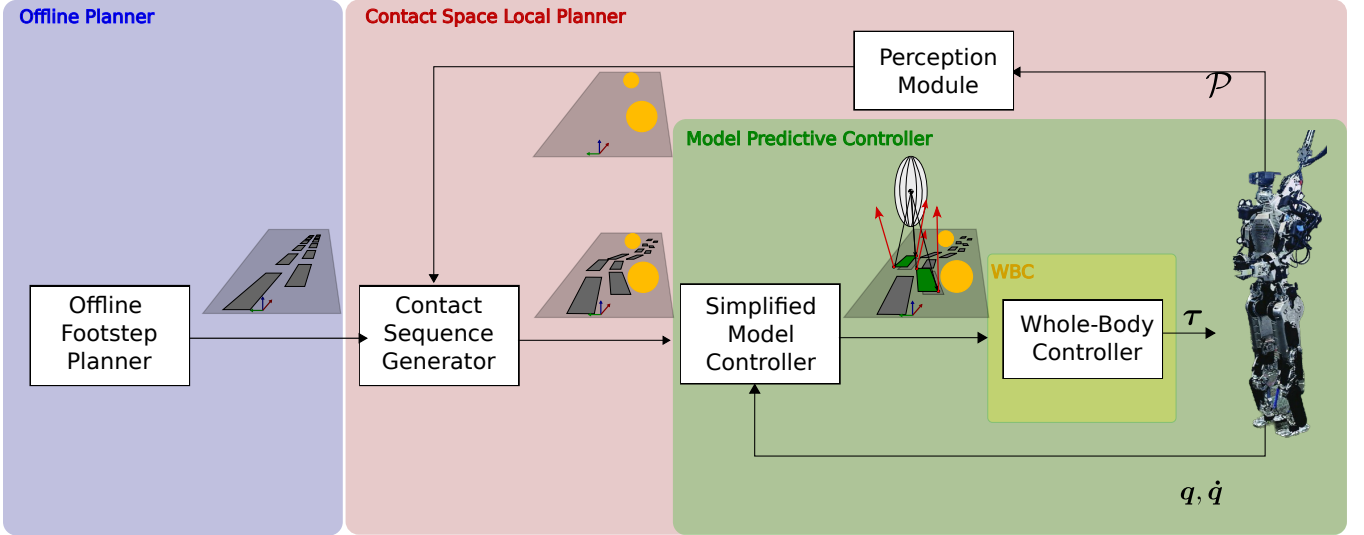 Offline Planner
Contact Space Local Planner
Perception
Module
𝒫
Model Predictive Controller
WBC
Offline
Footstep
Planner
Contact
Sequence
Generator
Simplified
Model
Controller
Whole-Body
Controller
τ
q, q̇